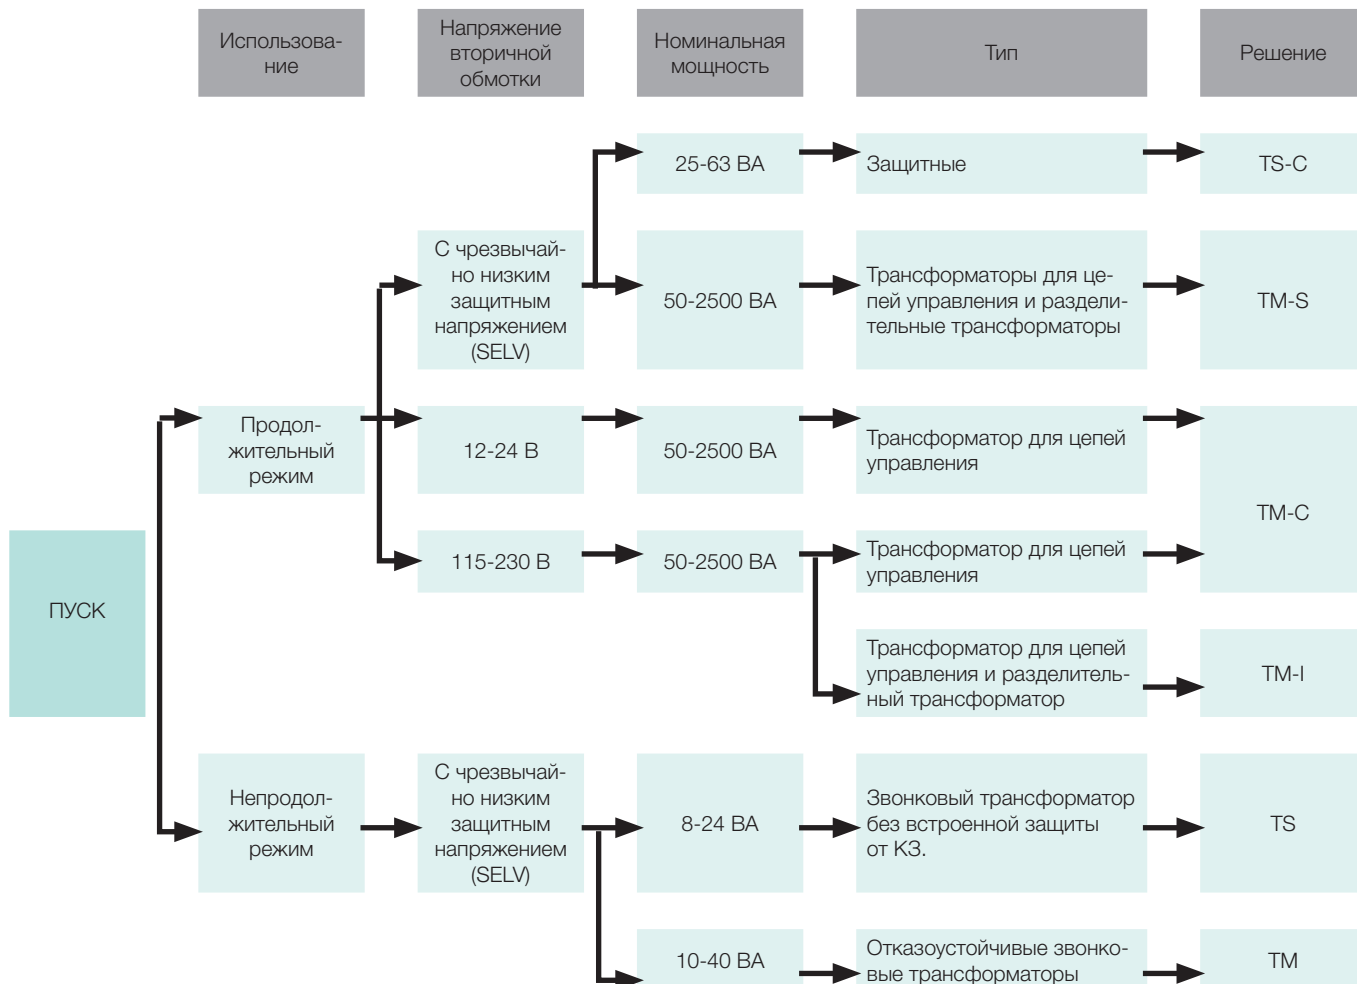 Использова-
ние
Напряжение
вторичной
обмотки
Номинальная
мощность
Тип
Решение
25-63 ВА
Защитные
TS-C
С чрезвычай-
но низким
защитным
напряжением
(SELV)
50-2500 ВА
Трансформаторы для це-
пей управления и раздели-
тельные трансформаторы
TM-S
Продол-
жительный
режим
12-24 В
50-2500 ВА
Трансформатор для цепей
управления
TM-C
115-230 В
50-2500 ВА
Трансформатор для цепей
управления
ПУСК
Трансформатор для цепей
управления и разделитель-
ный трансформатор
TM-I
Непродол-
жительный
режим
С чрезвычай-
но низким
защитным
напряжением
(SELV)
8-24 ВА
Звонковый трансформатор
без встроенной защиты
от КЗ.
TS
10-40 ВА
Отказоустойчивые звонко-
вые трансформаторы
TM